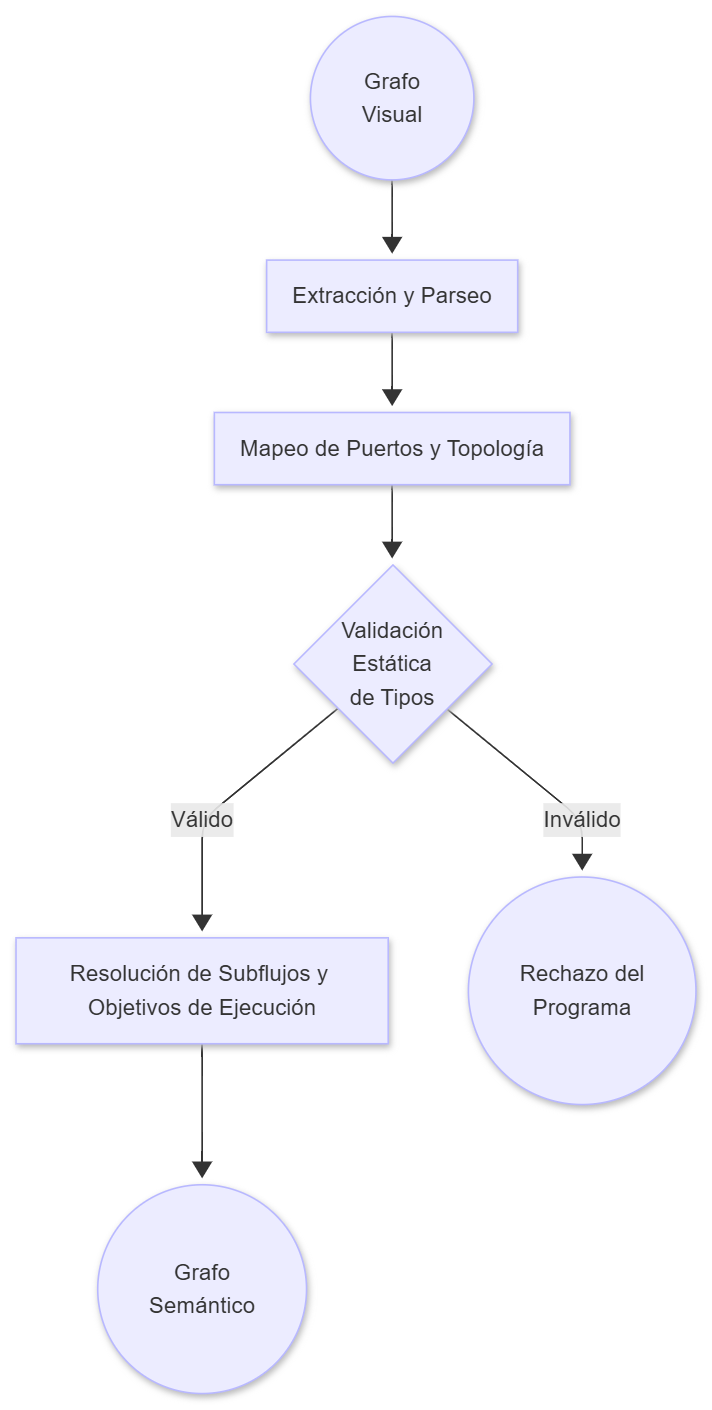 Grafo
Visual
Extracción y Parseo
Mapeo de Puertos y Topología
Validación
Estática
de Tipos
Válido
Inválido
Resolución de Subflujos y
Objetivos de Ejecución
Rechazo del
Programa
Grafo
Semántico